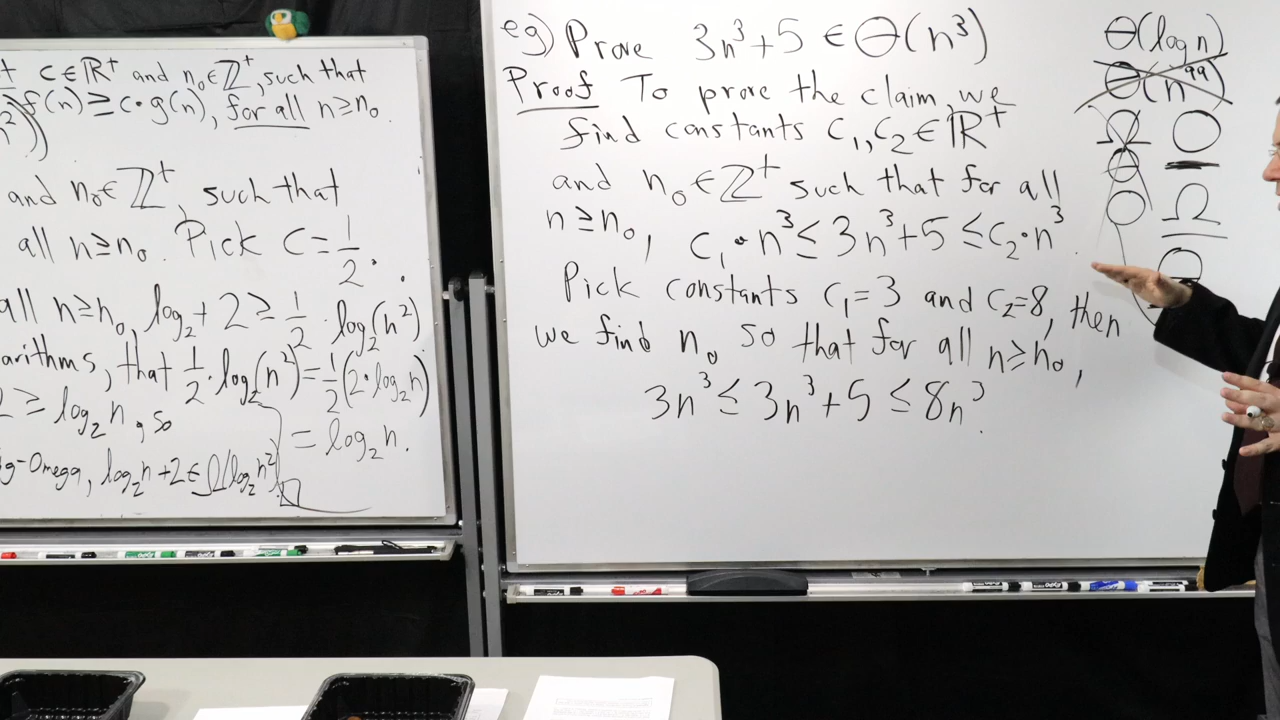 c∈ℝ⁺ and n₀∈ℤ⁺, such that
f(n) ≥ c·g(n), for all n≥n₀.
and n₀∈ℤ⁺, such that
all n≥n₀. Pick C=1/2.
all n≥n₀, log₂+2≥1/2·log₂(n²)
arithms, that 1/2·log₂(n²)=1/2(2·log₂n)
≥ log₂n, so
= log₂n.
g-Omega, log₂n+2∈Ω(log₂n²) □
eg) Prove 3n³+5 ∈ Θ(n³)
Proof To prove the claim, we
find constants C₁,C₂∈ℝ⁺
and n₀∈ℤ⁺ such that for all
n≥n₀, C₁·n³≤3n³+5≤C₂·n³.
Pick constants C₁=3 and C₂=8, then
we find n₀ so that for all n≥n₀,
3n³≤3n³+5≤8n³.
Θ(log n)
Θ(n⁹⁹)
Ω O
Θ
O Ω